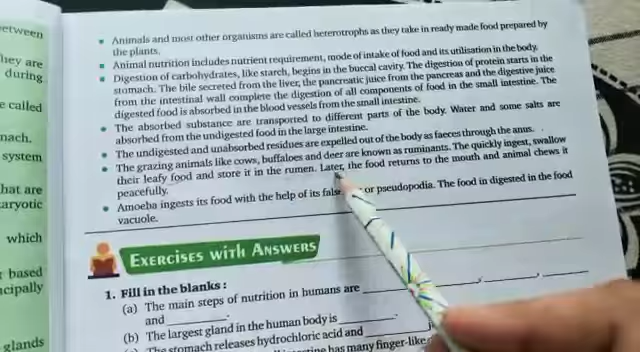 etween
hey are
during
e called
nach.
system
hat are
aryotic
which
based
cipally
glands
• Animals and most other organisms are called heterotrophs as they take in ready made food prepared by
the plants.
• Animal nutrition includes nutrient requirement, mode of intake of food and its utilisation in the body.
• Digestion of carbohydrates, like starch, begins in the buccal cavity. The digestion of protein starts in the
stomach. The bile secreted from the liver, the pancreatic juice from the pancreas and the digestive juice
from the intestinal wall complete the digestion of all components of food in the small intestine. The
digested food is absorbed in the blood vessels from the small intestine.
• The absorbed substance are transported to different parts of the body. Water and some salts are
absorbed from the undigested food in the large intestine.
• The undigested and unabsorbed residues are expelled out of the body as faeces through the anus.
• The grazing animals like cows, buffaloes and deer are known as ruminants. The quickly ingest, swallow
their leafy food and store it in the rumen. Later, the food returns to the mouth and animal chews it
peacefully.
• Amoeba ingests its food with the help of its false or pseudopodia. The food in digested in the food
vacuole.
EXERCISES WITH ANSWERS
1. Fill in the blanks :
(a) The main steps of nutrition in humans are ________, ________, ________
and ________.
(b) The largest gland in the human body is ________.
The stomach releases hydrochloric acid and ________
has many finger-like